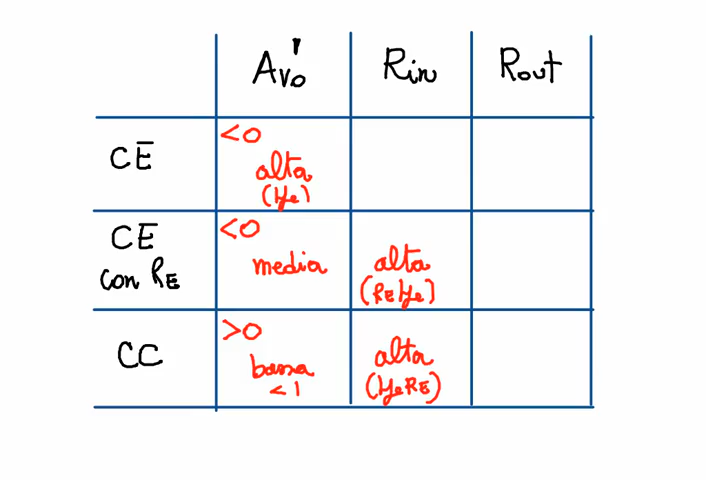 Avo' Rin Rout
CE <0
alta
(hfe)
CE <0
con RE media alta
(REhfe)
CC >0
bassa alta
<1 (hfeRE)